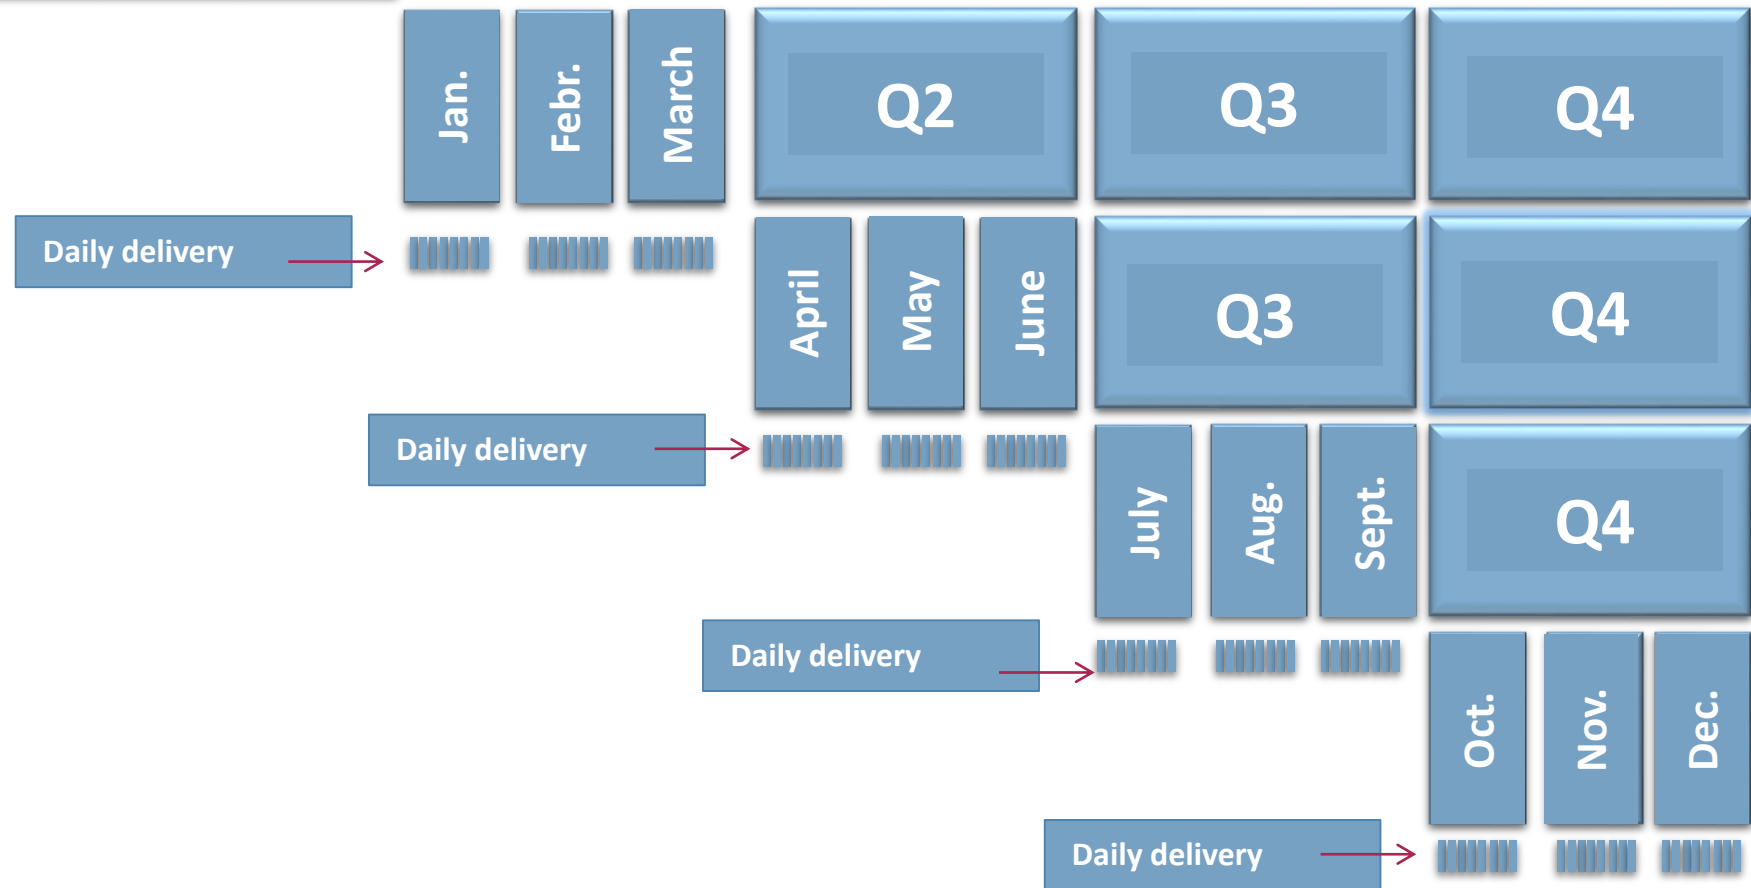 Jan.
Febr.
March
Q2
Q3
Q4
Daily delivery
April
May
June
Q3
Q4
Daily delivery
July
Aug.
Sept.
Q4
Daily delivery
Oct.
Nov.
Dec.
Daily delivery